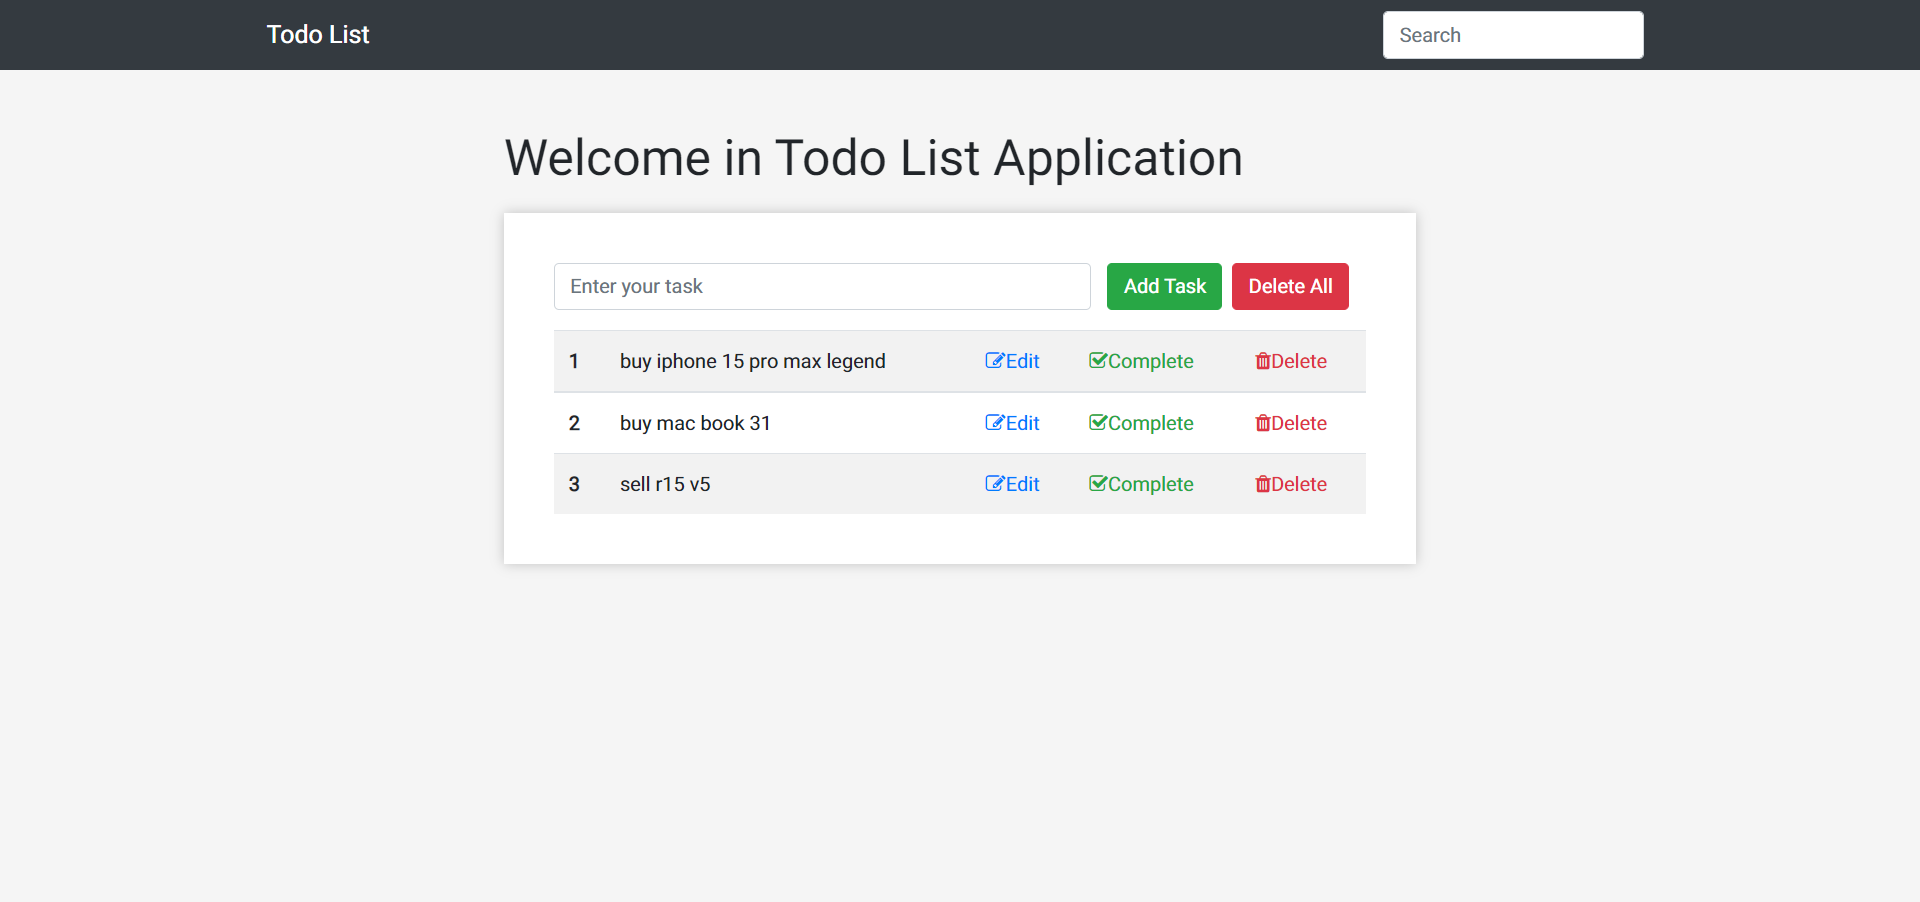 Todo List Search
Welcome in Todo List Application
Enter your task Add Task Delete All
1 buy iphone 15 pro max legend Edit Complete Delete
2 buy mac book 31 Edit Complete Delete
3 sell r15 v5 Edit Complete Delete